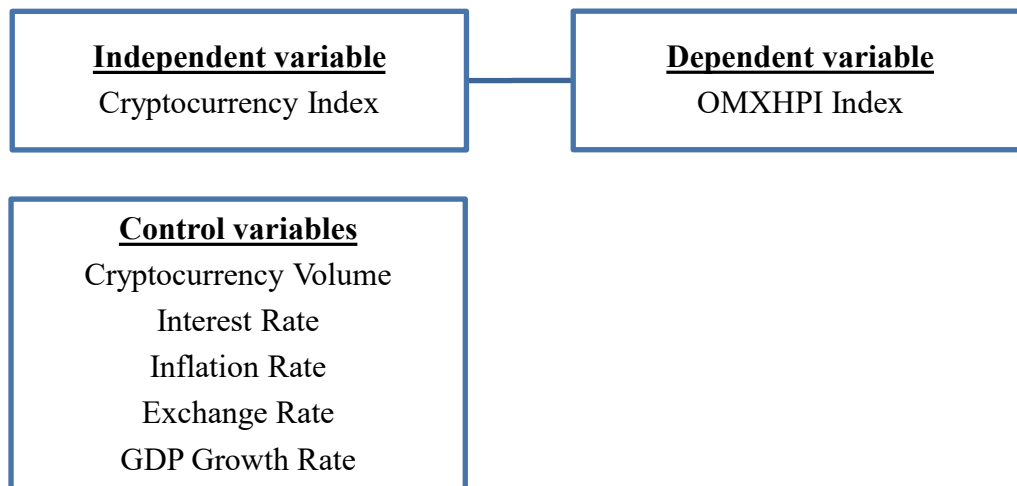 Independent variable
Cryptocurrency Index
Dependent variable
OMXHPI Index
Control variables
Cryptocurrency Volume
Interest Rate
Inflation Rate
Exchange Rate
GDP Growth Rate